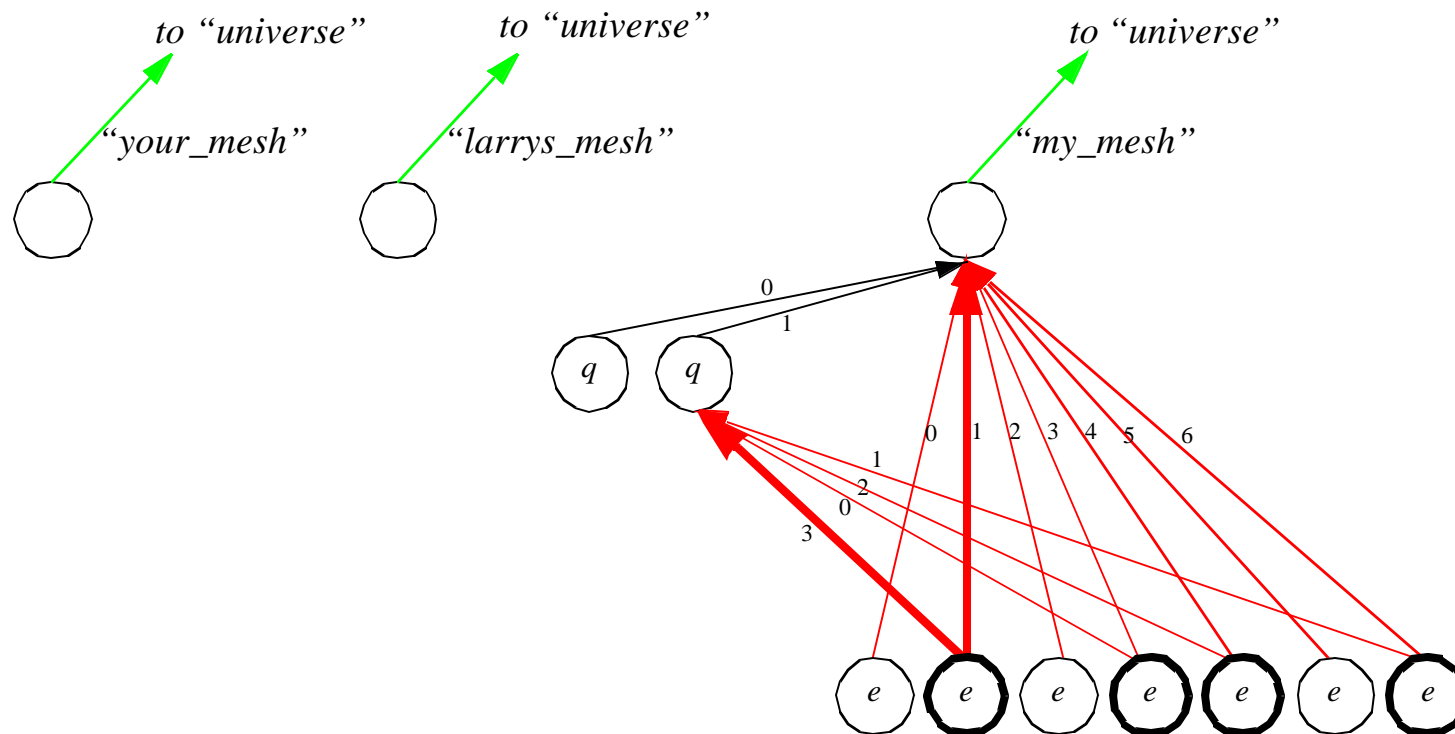 to “universe”
to “universe”
to “universe”
“your_mesh”
“larrys_mesh”
“my_mesh”
0
1
q
q
0
1
2
3
4
5
6
1
2
0
3
e
e
e
e
e
e
e